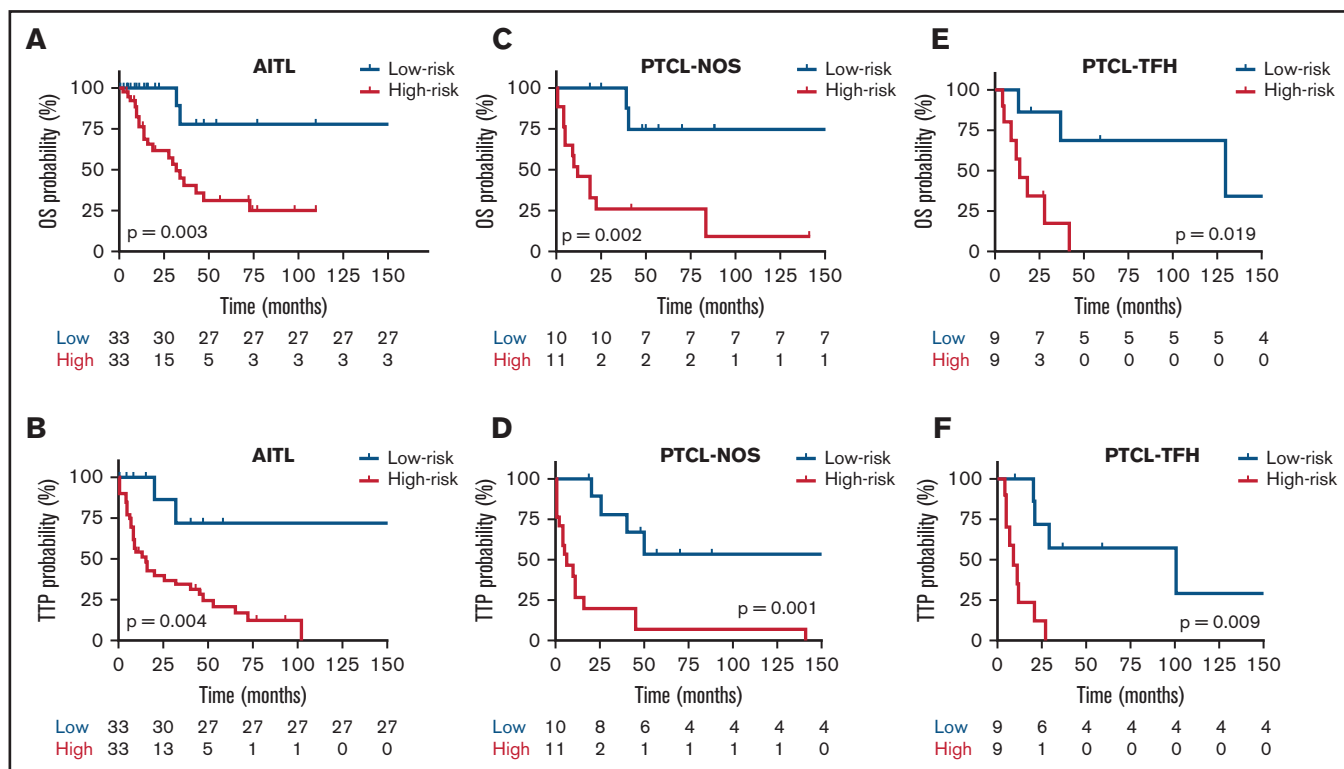 A
AITL
Low-risk
High-risk
OS probability (%)
100
75
50
25
0
p = 0.003
0 25 50 75 100 125 150
Time (months)
Low 33 30 27 27 27 27 27
High 33 15 5 3 3 3 3
C
PTCL-NOS
Low-risk
High-risk
OS probability (%)
100
75
50
25
0
p = 0.002
0 25 50 75 100 125 150
Time (months)
Low 10 10 7 7 7 7 7
High 11 2 2 2 1 1 1
E
PTCL-TFH
Low-risk
High-risk
OS probability (%)
100
75
50
25
0
p = 0.019
0 25 50 75 100 125 150
Time (months)
Low 9 7 5 5 5 5 4
High 9 3 0 0 0 0 0
B
AITL
Low-risk
High-risk
TTP probability (%)
100
75
50
25
0
p = 0.004
0 25 50 75 100 125 150
Time (months)
Low 33 30 27 27 27 27 27
High 33 13 5 1 1 0 0
D
PTCL-NOS
Low-risk
High-risk
TTP probability (%)
100
75
50
25
0
p = 0.001
0 25 50 75 100 125 150
Time (months)
Low 10 8 6 4 4 4 4
High 11 2 1 1 1 1 0
F
PTCL-TFH
Low-risk
High-risk
TTP probability (%)
100
75
50
25
0
p = 0.009
0 25 50 75 100 125 150
Time (months)
Low 9 6 4 4 4 4 4
High 9 1 0 0 0 0 0